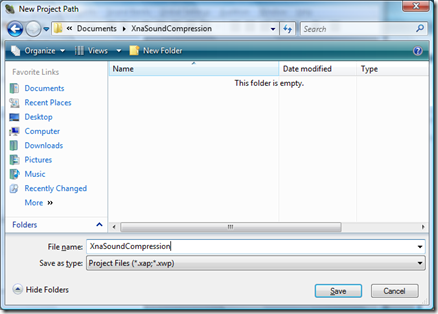 New Project Path
« Documents ▸ XnaSoundCompression
Search
Organize Views New Folder
Favorite Links
Documents
Recent Places
Desktop
Computer
Downloads
Pictures
Music
Recently Changed
More »
Folders
Name Date modified Type
This folder is empty.
File name: XnaSoundCompression
Save as type: Project Files (*.xap;*.xwp)
Hide Folders Save Cancel